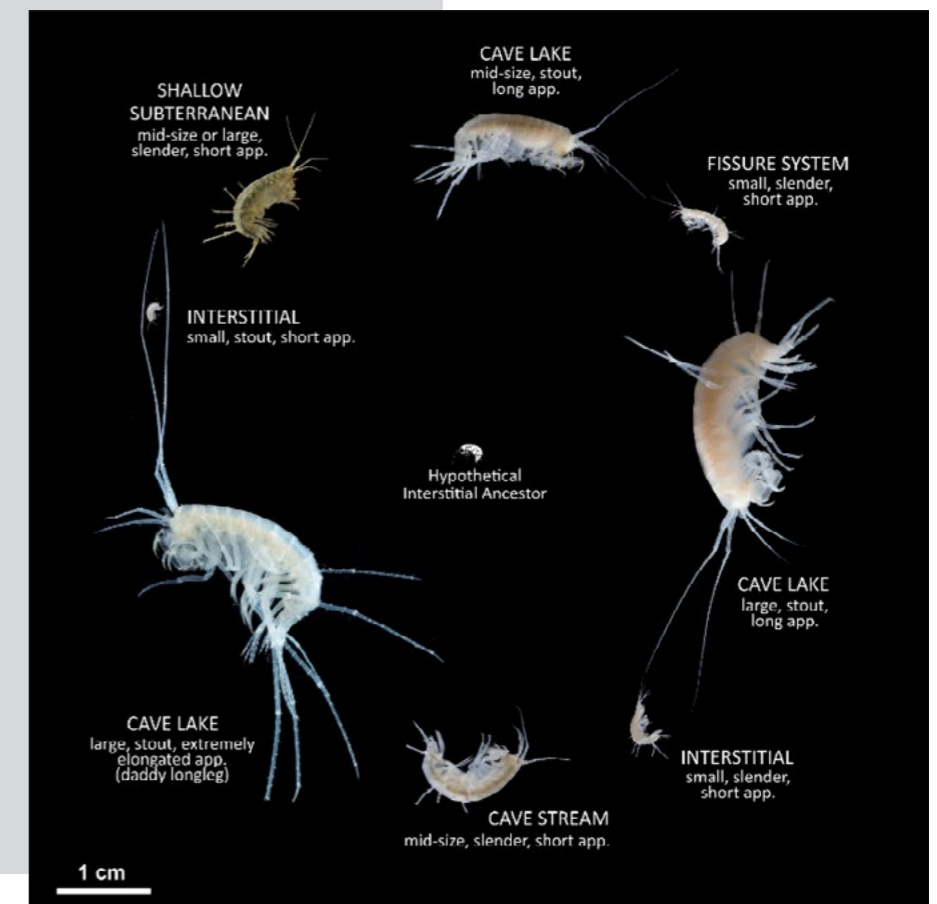 CAVE LAKE
mid-size, stout,
long app.
SHALLOW
SUBTERRANEAN
mid-size or large,
slender, short app.
FISSURE SYSTEM
small, slender,
short app.
INTERSTITIAL
small, stout, short app.
Hypothetical
Interstitial Ancestor
CAVE LAKE
large, stout,
long app.
CAVE LAKE
large, stout, extremely
elongated app.
(daddy longleg)
INTERSTITIAL
small, slender,
short app.
CAVE STREAM
mid-size, slender, short app.
1 cm